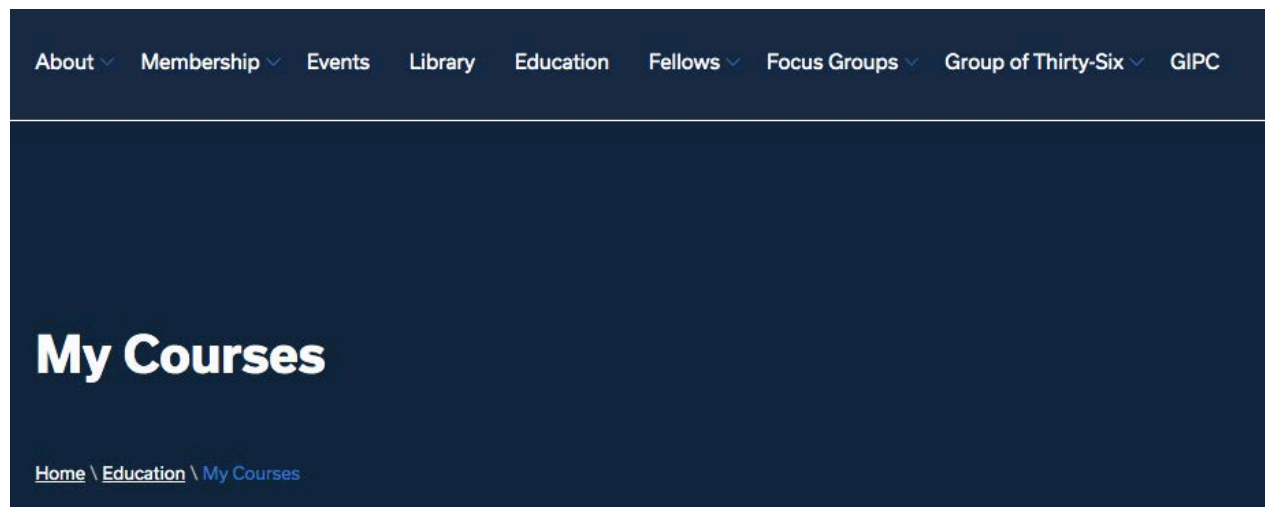 About Membership Events Library Education Fellows Focus Groups Group of Thirty-Six GIPC
My Courses
Home \ Education \ My Courses